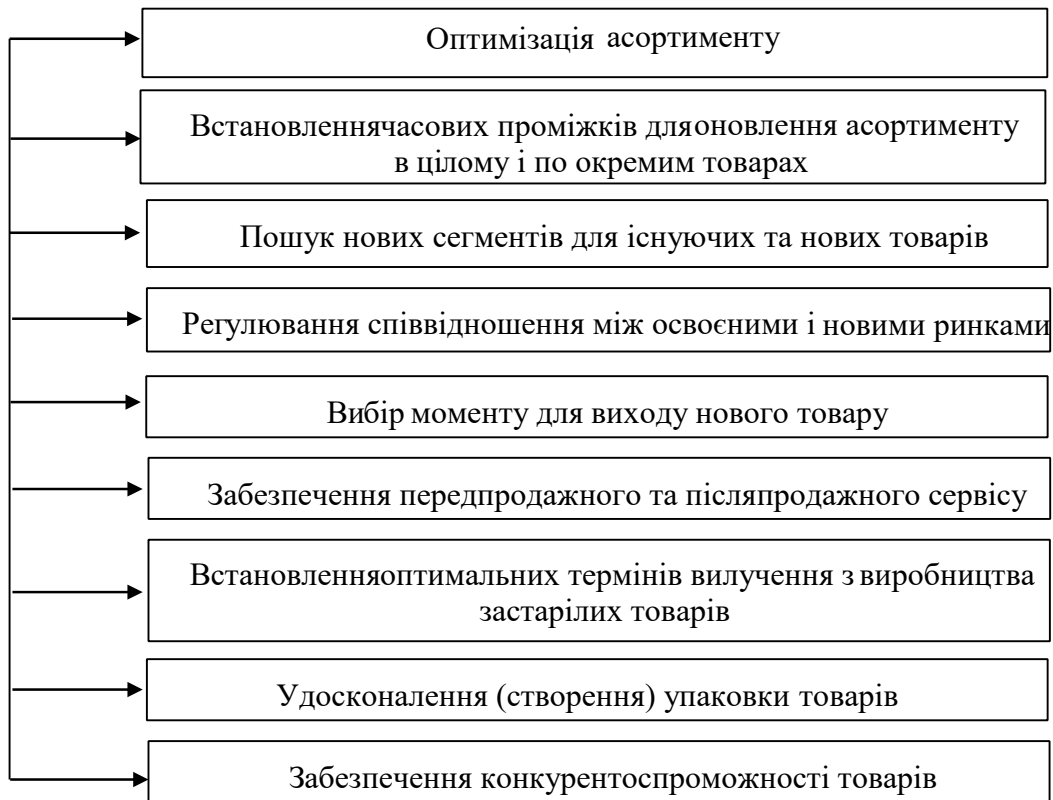 Оптимізація асортименту
Встановленнячасових проміжків дляоновлення асортименту
в цілому і по окремим товарах
Пошук нових сегментів для існуючих та нових товарів
Регулювання співвідношення між освоєними і новими ринками
Вибір моменту для виходу нового товару
Забезпечення передпродажного та післяпродажного сервісу
Встановленняоптимальних термінів вилучення з виробництва
застарілих товарів
Удосконалення (створення) упаковки товарів
Забезпечення конкурентоспроможності товарів